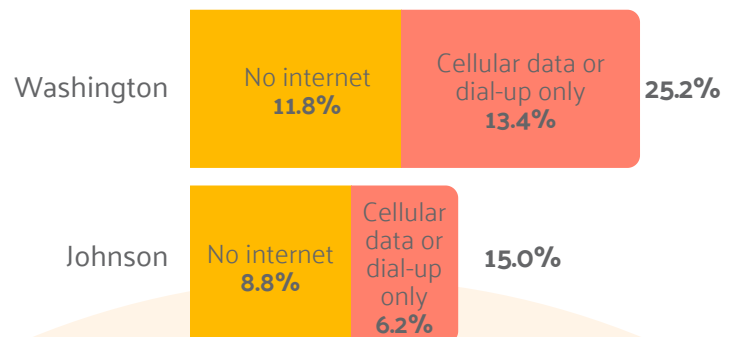 Washington
No internet
11.8%
Cellular data or
dial-up only
13.4%
25.2%
Johnson
No internet
8.8%
Cellular
data or
dial-up
only
6.2%
15.0%